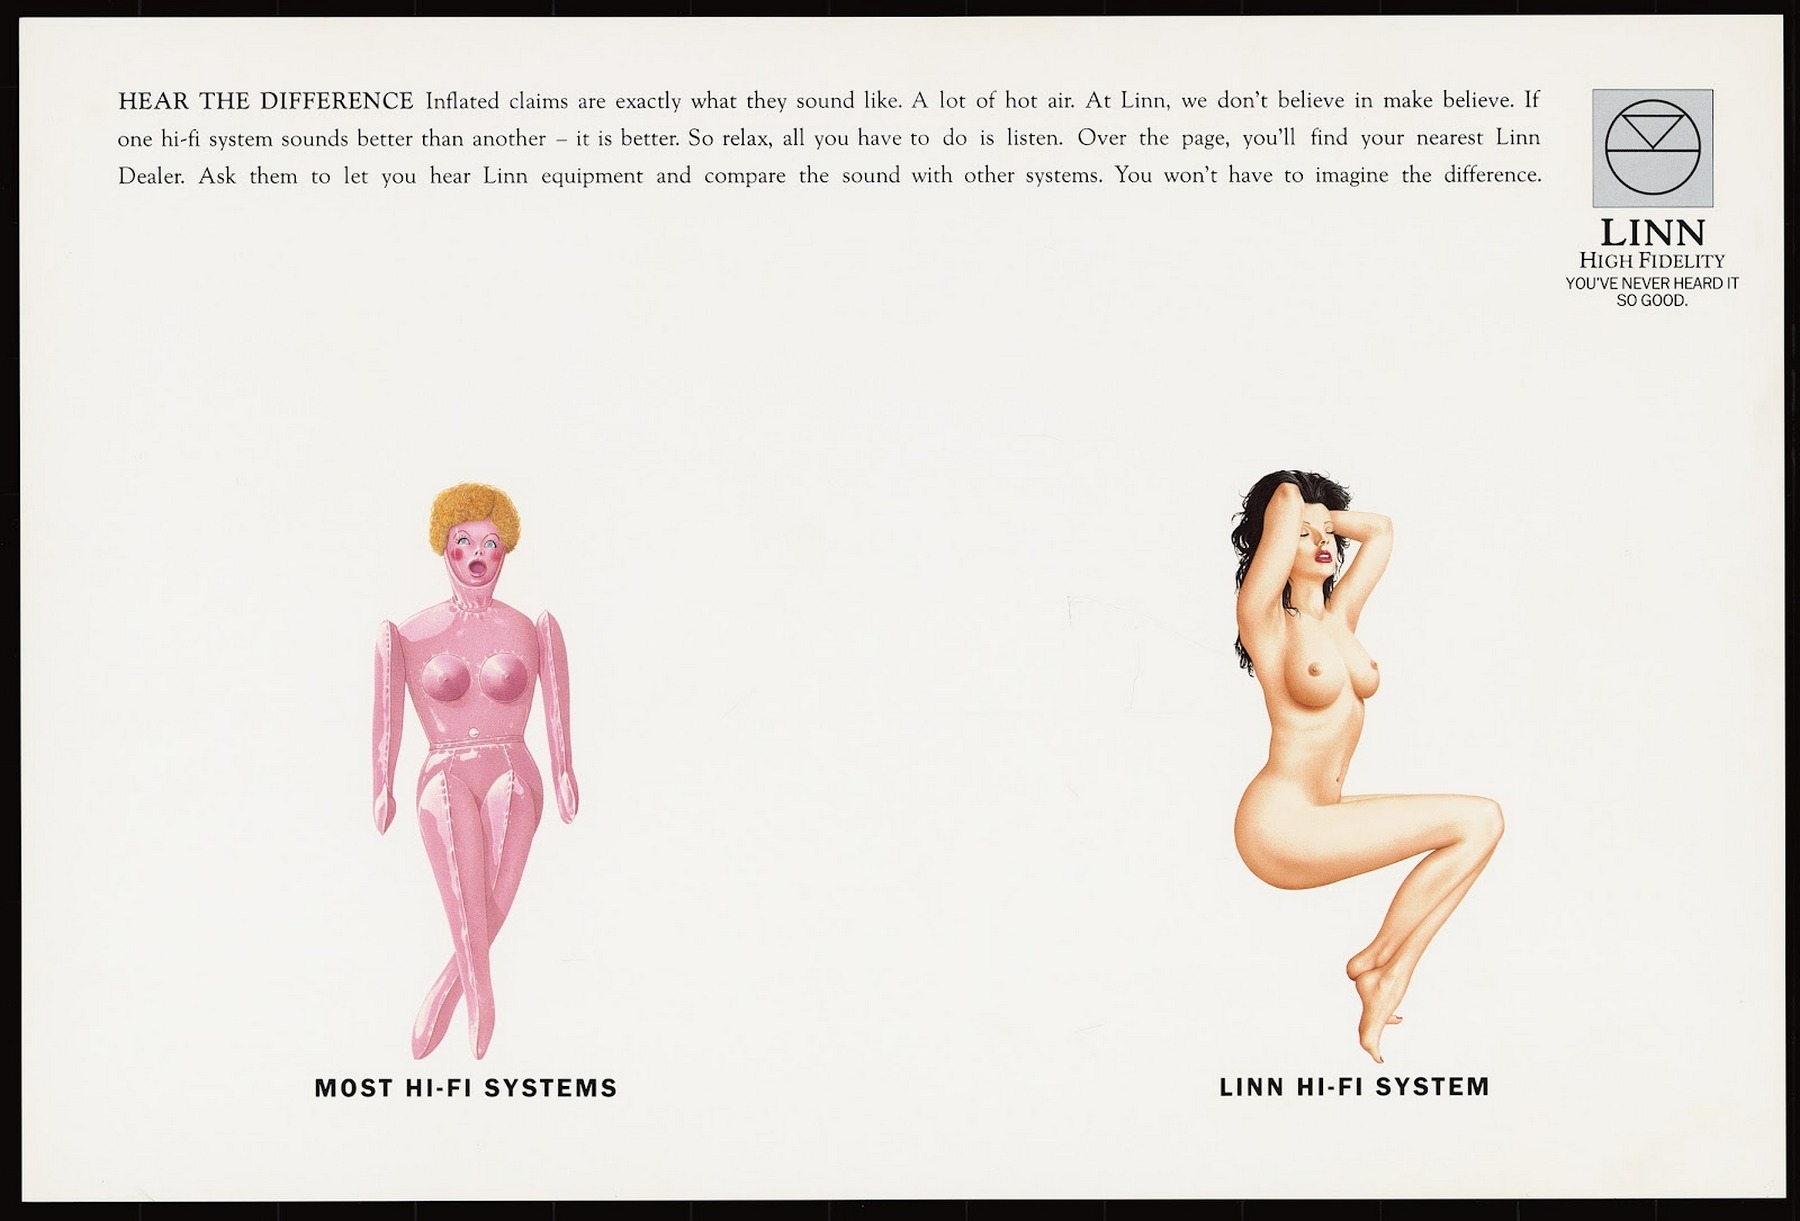 HEAR THE DIFFERENCE Inflated claims are exactly what they sound like. A lot of hot air. At Linn, we don't believe in make believe. If
one hi-fi system sounds better than another – it is better. So relax, all you have to do is listen. Over the page, you'll find your nearest Linn
Dealer. Ask them to let you hear Linn equipment and compare the sound with other systems. You won't have to imagine the difference.
LINN
HIGH FIDELITY
YOU'VE NEVER HEARD IT
SO GOOD.
MOST HI-FI SYSTEMS
LINN HI-FI SYSTEM